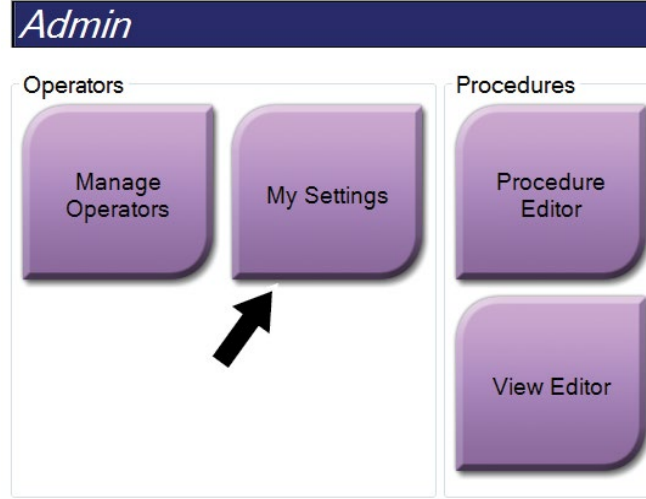 Admin
Operators
Procedures
Manage
Operators
My Settings
Procedure
Editor
View Editor